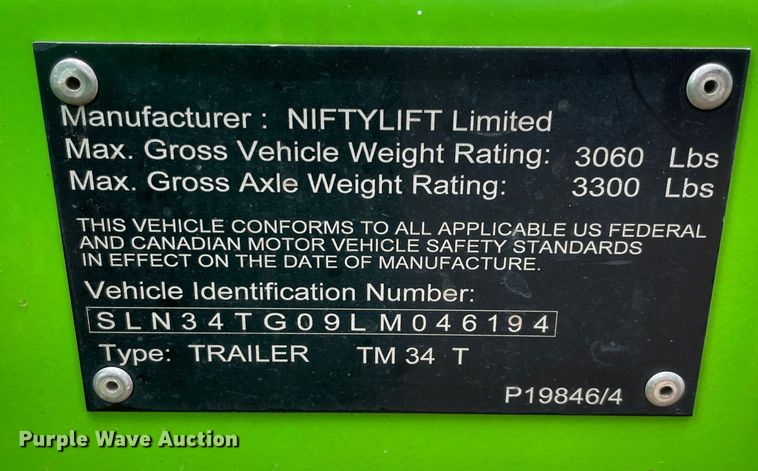 Manufacturer : NIFTYLIFT Limited
Max. Gross Vehicle Weight Rating: 3060 Lbs
Max. Gross Axle Weight Rating: 3300 Lbs
THIS VEHICLE CONFORMS TO ALL APPLICABLE US FEDERAL
AND CANADIAN MOTOR VEHICLE SAFETY STANDARDS
IN EFFECT ON THE DATE OF MANUFACTURE.
Vehicle Identification Number:
SLN34TG09LM046194
Type: TRAILER TM 34 T
P19846/4
Purple Wave Auction